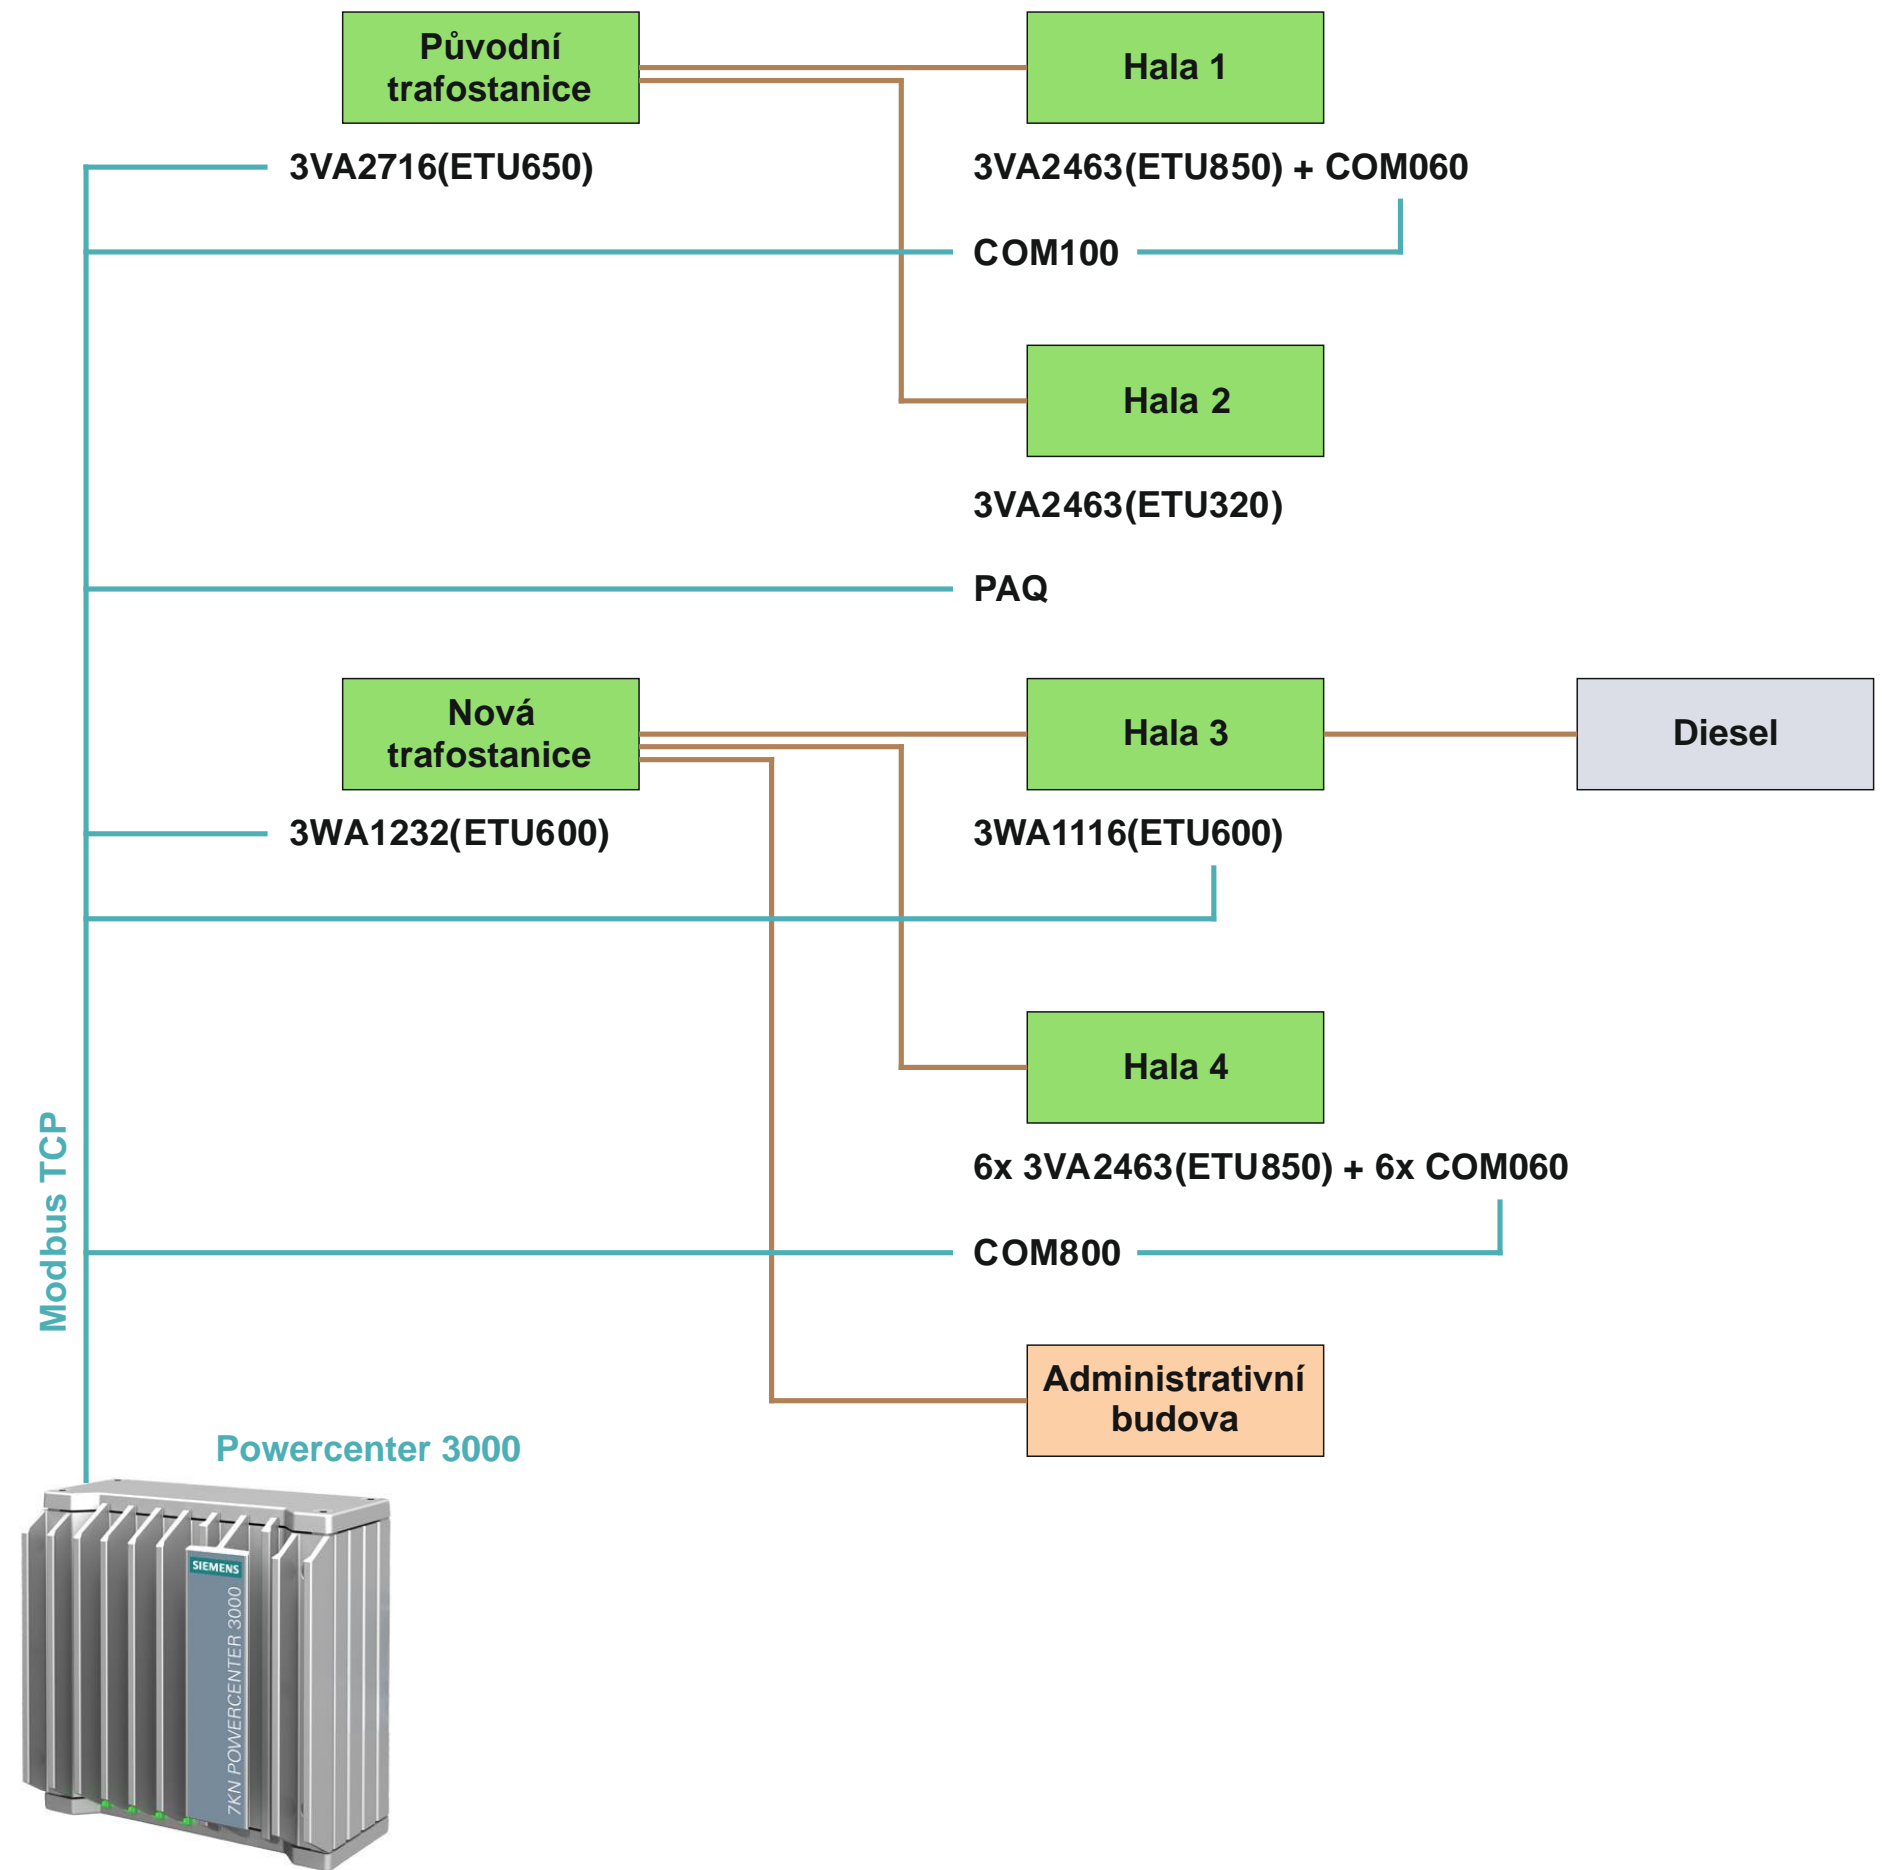 Původní
trafostanice
Hala 1
3VA2716(ETU650)
3VA2463(ETU850) + COM060
COM100
Hala 2
3VA2463(ETU320)
PAQ
Nová
trafostanice
Hala 3
Diesel
3WA1232(ETU600)
3WA1116(ETU600)
Hala 4
6x 3VA2463(ETU850) + 6x COM060
Modbus TCP
COM800
Administrativní
budova
Powercenter 3000
SIEMENS
7KN POWERCENTER 3000